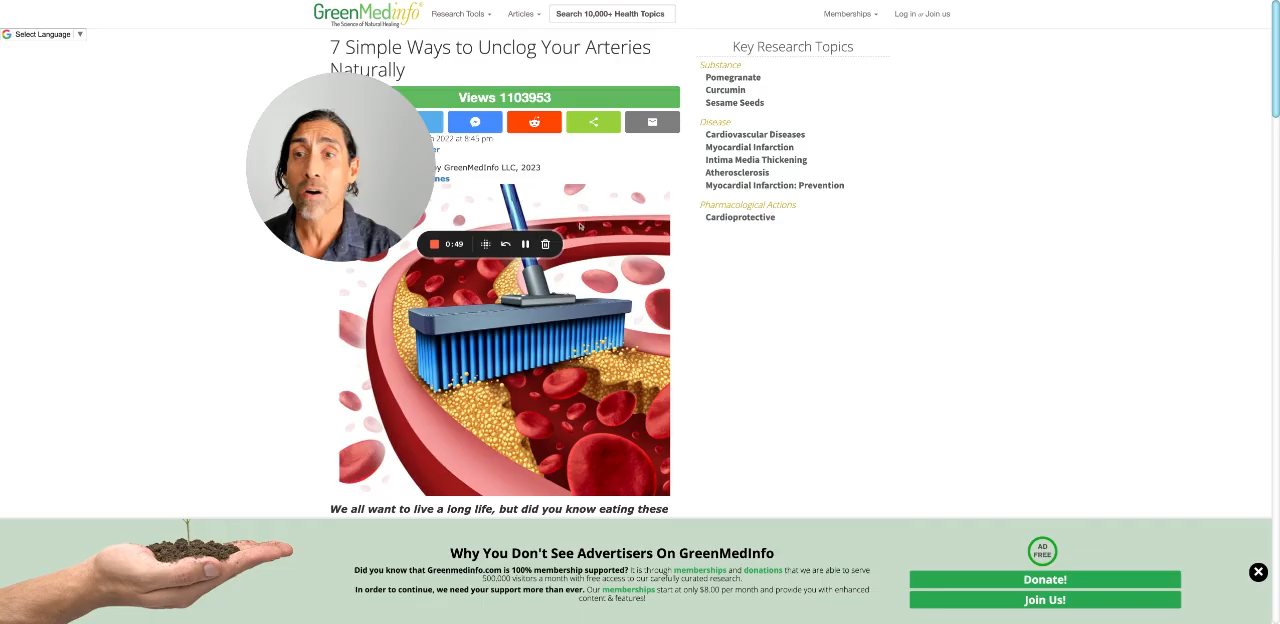 GreenMedinfo®
The Science of Natural Healing
Research Tools
Articles
Search 10,000+ Health Topics
Memberships
Log in or Join us
Select Language
7 Simple Ways to Unclog Your Arteries
Naturally
Views 1103953
2022 at 8:45 pm
by GreenMedInfo LLC, 2023
0:49
We all want to live a long life, but did you know eating these
Key Research Topics
Substance
Pomegranate
Curcumin
Sesame Seeds
Disease
Cardiovascular Diseases
Myocardial Infarction
Intima Media Thickening
Atherosclerosis
Myocardial Infarction: Prevention
Pharmacological Actions
Cardioprotective
Why You Don't See Advertisers On GreenMedInfo
Did you know that Greenmedinfo.com is 100% membership supported? It is through memberships and donations that we are able to serve
500,000 visitors a month with free access to our carefully curated research.
In order to continue, we need your support more than ever. Our memberships start at only $8.00 per month and provide you with enhanced
content & features!
AD
FREE
Donate!
Join Us!